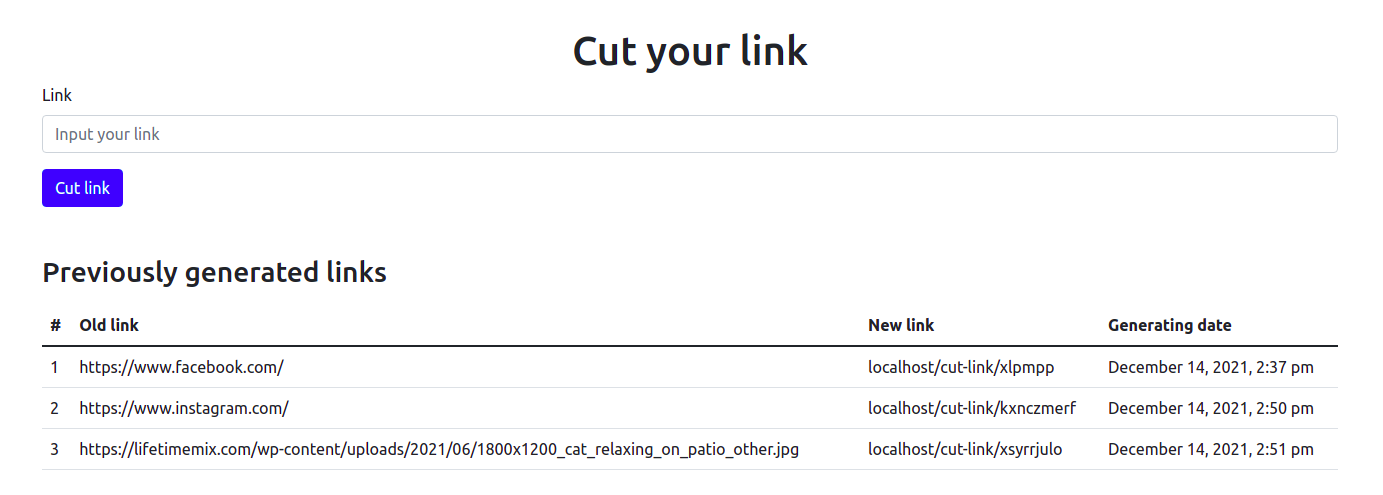 Cut your link
Link
Input your link
Cut link
Previously generated links
# Old link New link Generating date
1 https://www.facebook.com/ localhost/cut-link/xlpmpp December 14, 2021, 2:37 pm
2 https://www.instagram.com/ localhost/cut-link/kxnczmerf December 14, 2021, 2:50 pm
3 https://lifetimemix.com/wp-content/uploads/2021/06/1800x1200_cat_relaxing_on_patio_other.jpg localhost/cut-link/xsyrrjulo December 14, 2021, 2:51 pm